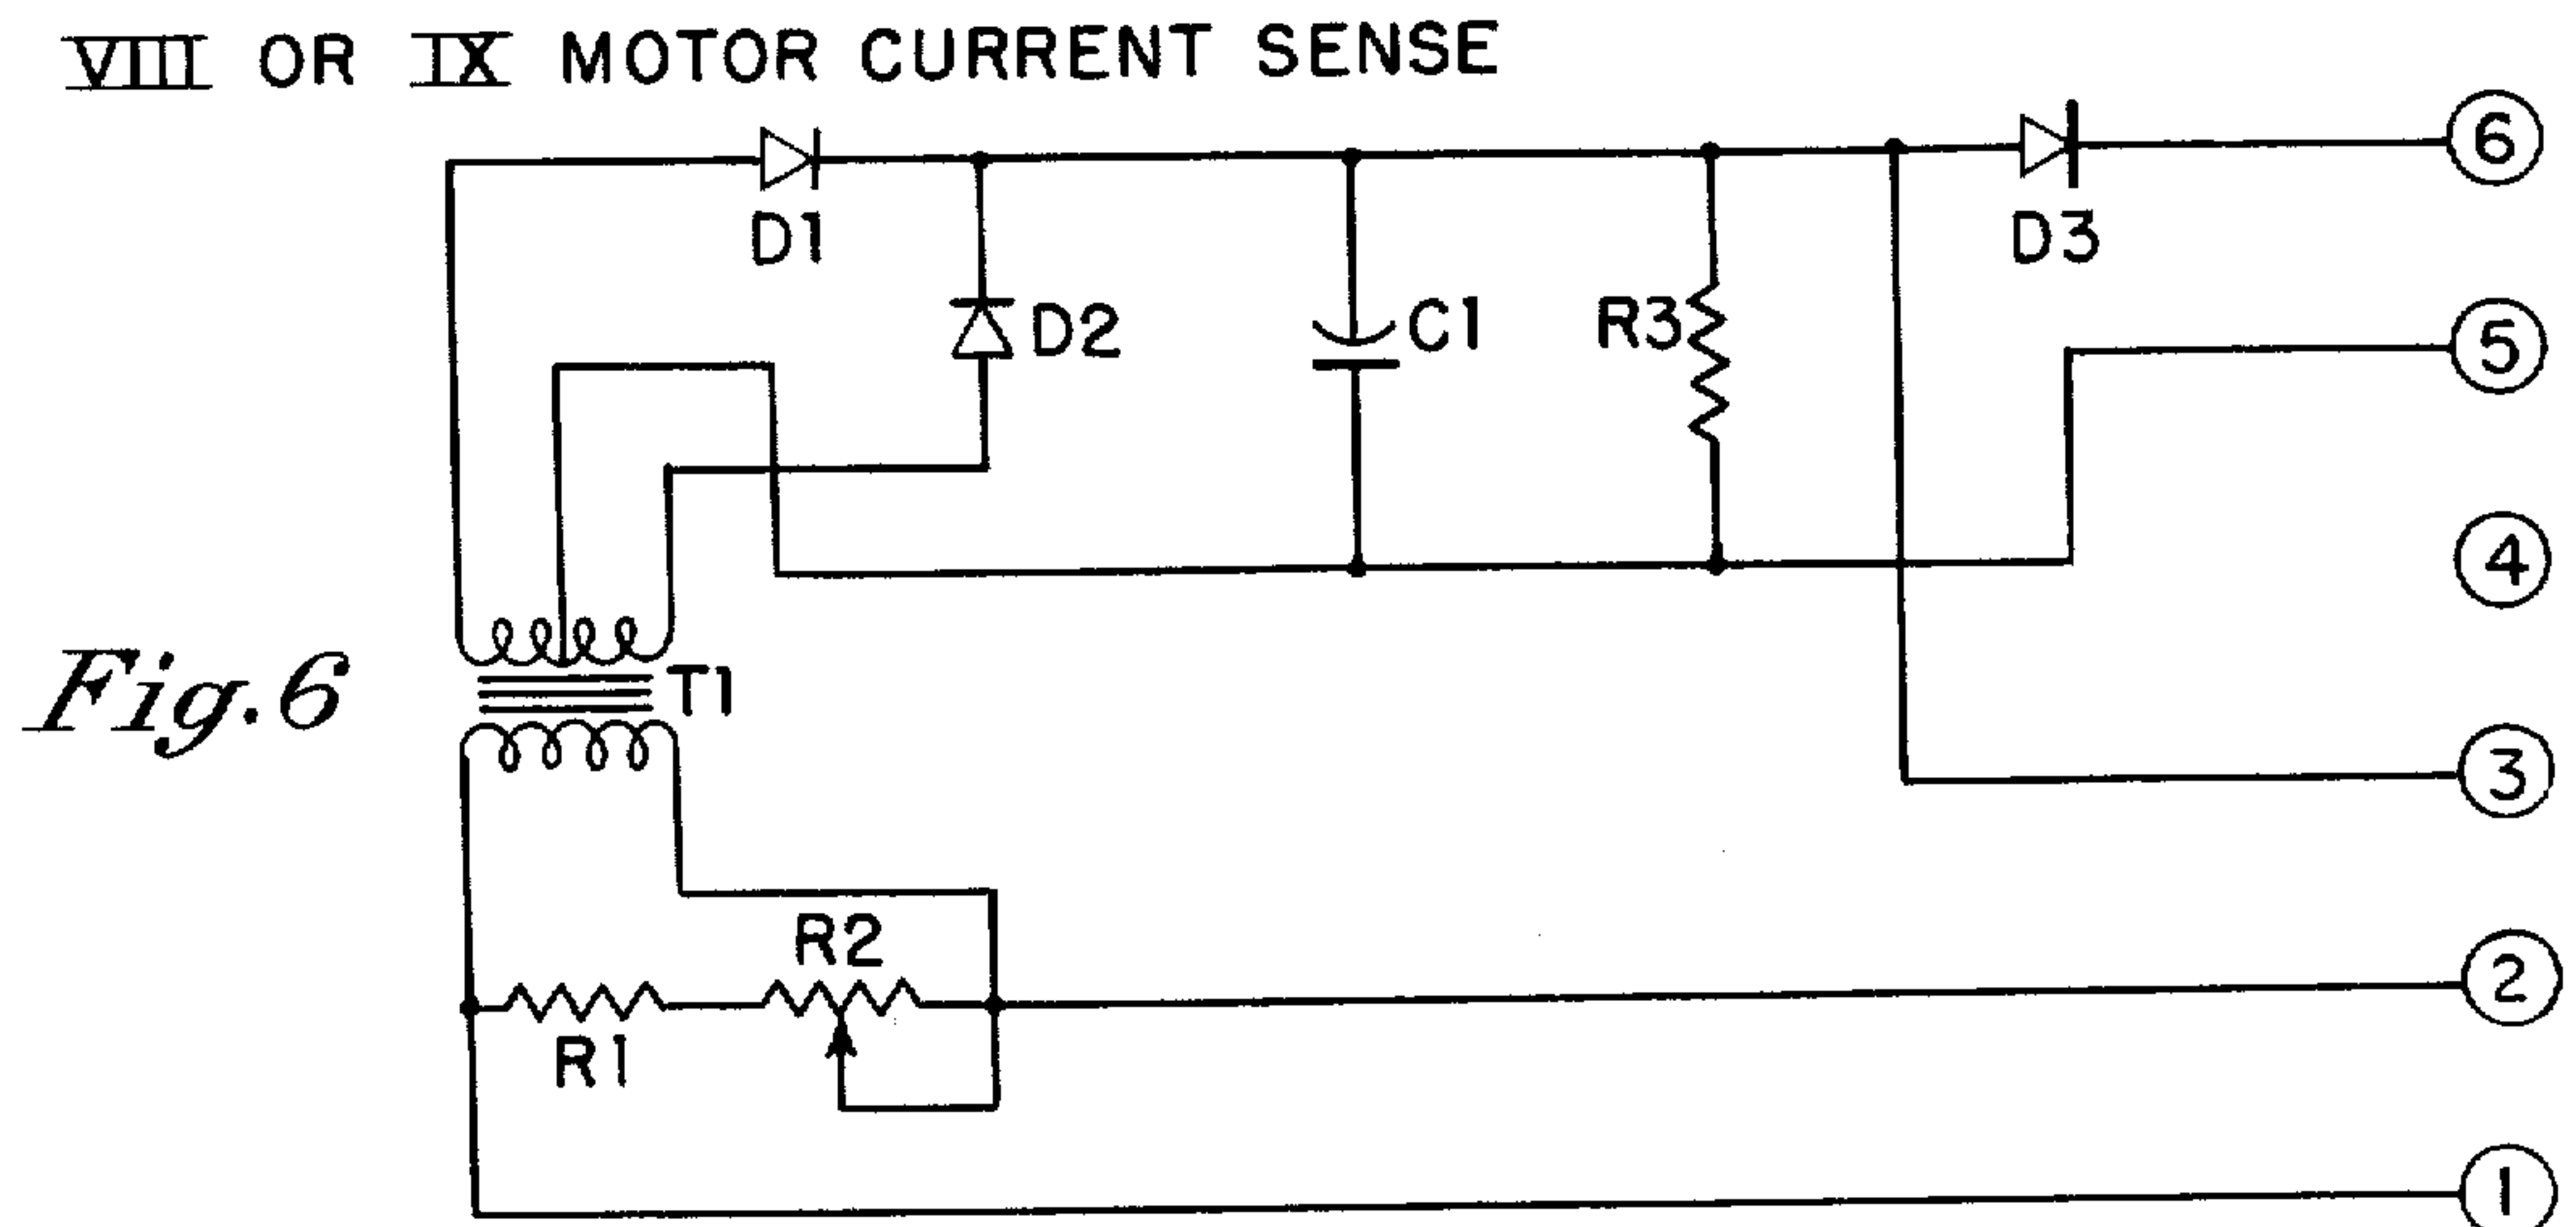 VIII OR IX MOTOR CURRENT SENSE
6
D1
D3
D2
C1
R3
5
4
T1
Fig.6
3
R2
2
R1
1